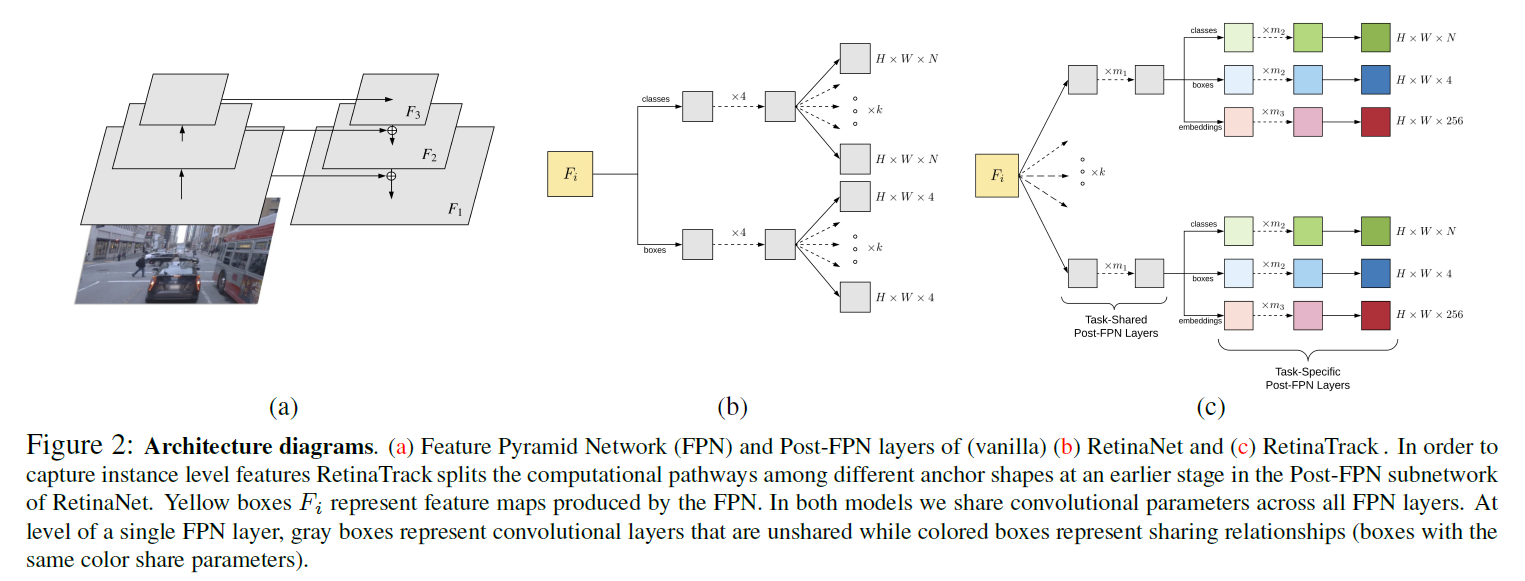 F₃
F₂
F₁
(a)
Fᵢ
classes
×4
H × W × N
×k
H × W × N
boxes
×4
H × W × 4
×k
H × W × 4
(b)
Fᵢ
×k
×m₁
classes
×m₂
H × W × N
boxes
×m₂
H × W × 4
embeddings
×m₃
H × W × 256
×m₁
classes
×m₂
H × W × N
boxes
×m₂
H × W × 4
embeddings
×m₃
H × W × 256
Task-Shared
Post-FPN Layers
Task-Specific
Post-FPN Layers
(c)
Figure 2: Architecture diagrams. (a) Feature Pyramid Network (FPN) and Post-FPN layers of (vanilla) (b) RetinaNet and (c) RetinaTrack . In order to
capture instance level features RetinaTrack splits the computational pathways among different anchor shapes at an earlier stage in the Post-FPN subnetwork
of RetinaNet. Yellow boxes Fᵢ represent feature maps produced by the FPN. In both models we share convolutional parameters across all FPN layers. At
level of a single FPN layer, gray boxes represent convolutional layers that are unshared while colored boxes represent sharing relationships (boxes with the
same color share parameters).